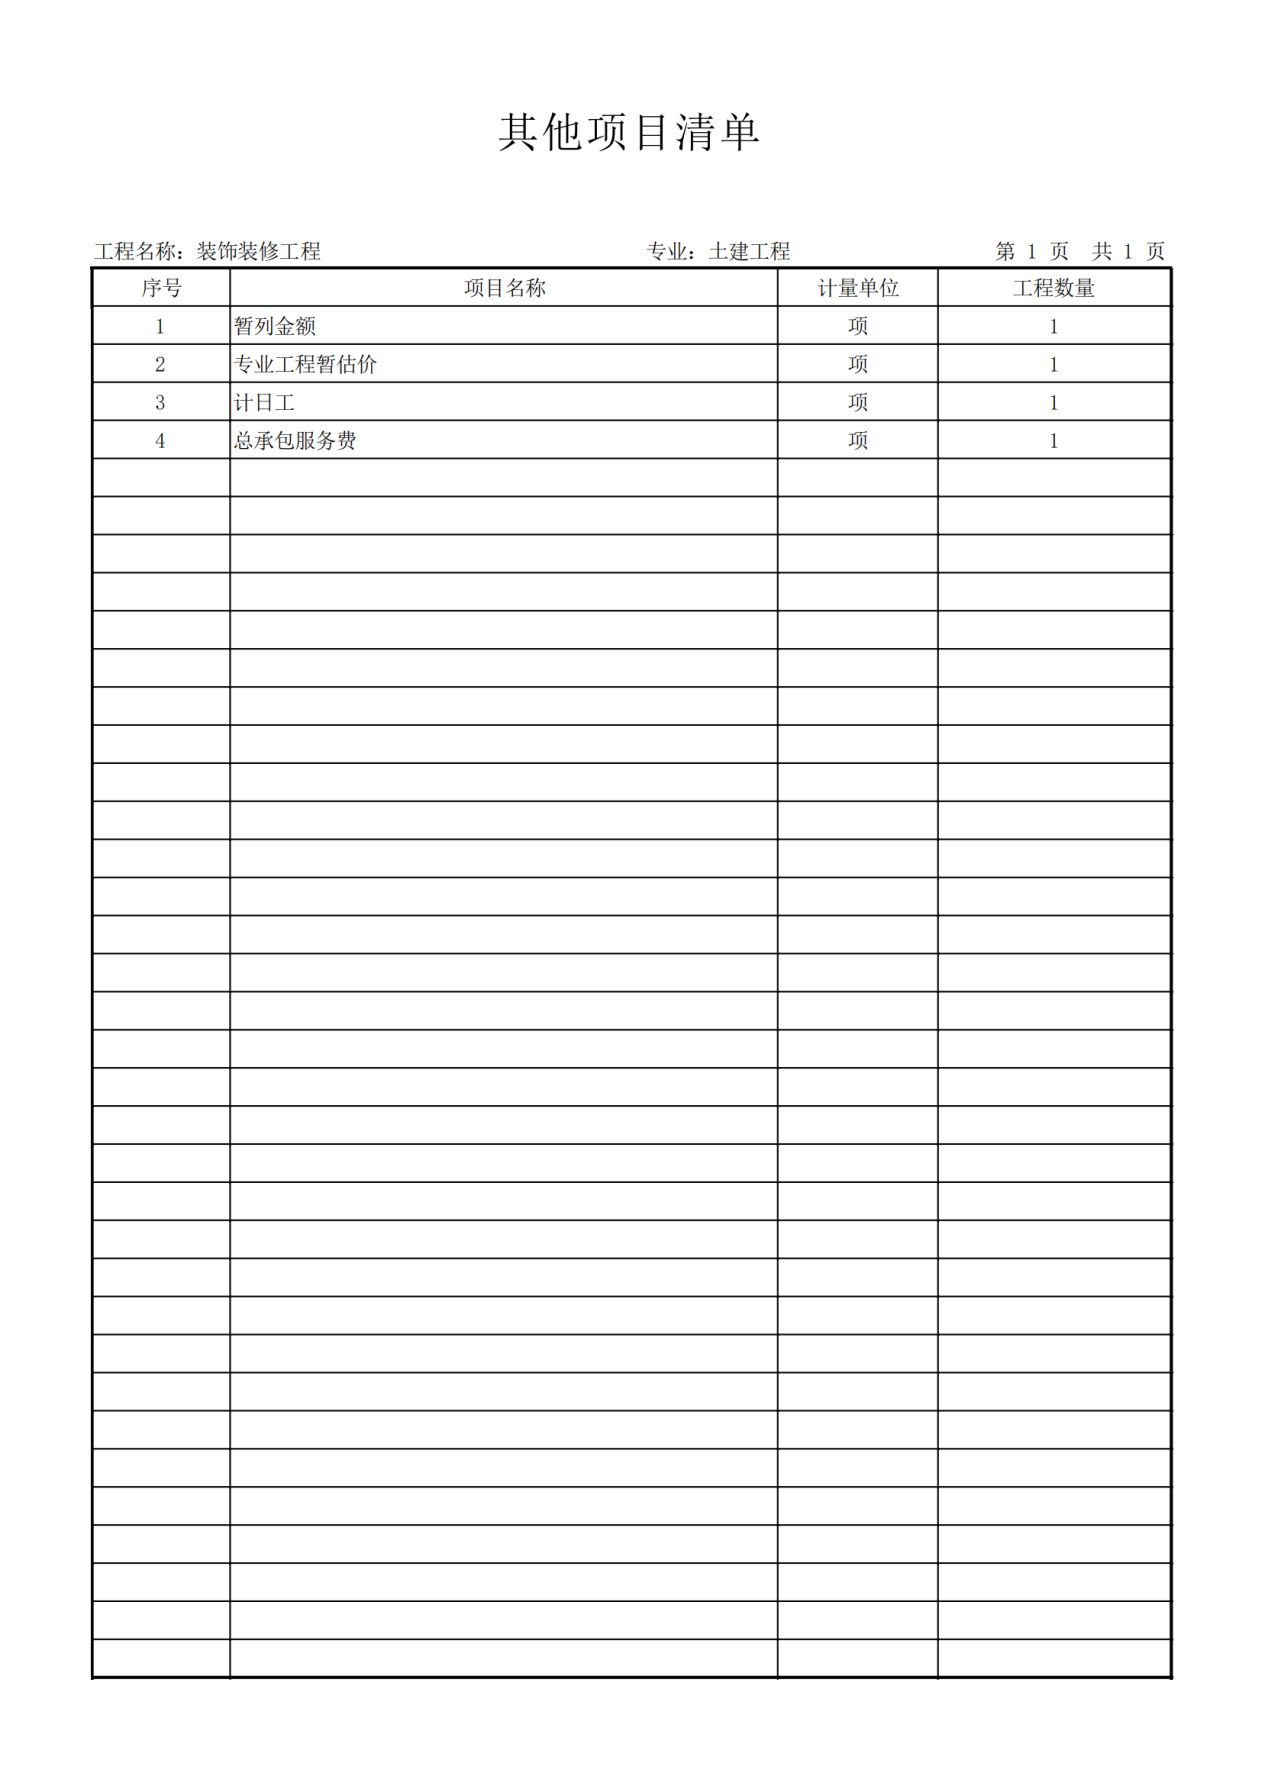 其他项目清单
工程名称：装饰装修工程 专业：土建工程 第 1 页 共 1 页
序号 项目名称 计量单位 工程数量
1 暂列金额 项 1
2 专业工程暂估价 项 1
3 计日工 项 1
4 总承包服务费 项 1